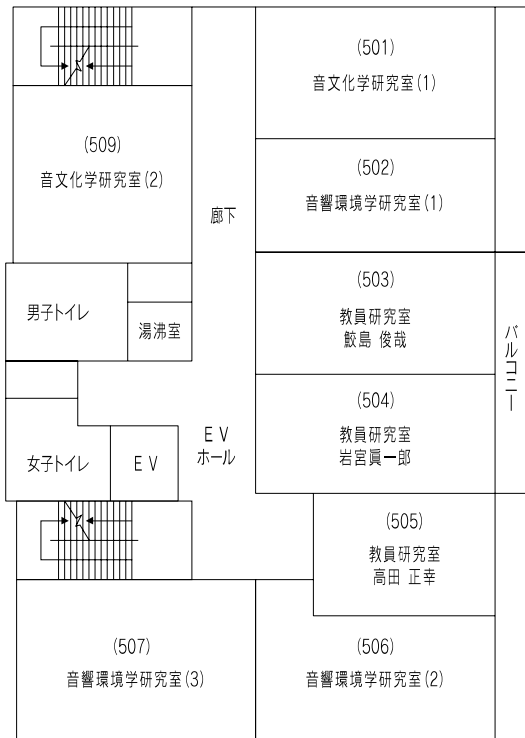 (501)
音文化学研究室(1)
(509)
音文化学研究室(2)
(502)
音響環境学研究室(1)
廊下
(503)
教員研究室
鮫島 俊哉
男子トイレ
湯沸室
バルコニー
(504)
教員研究室
岩宮眞一郎
EV
ホール
女子トイレ
EV
(505)
教員研究室
高田 正幸
(507)
音響環境学研究室(3)
(506)
音響環境学研究室(2)